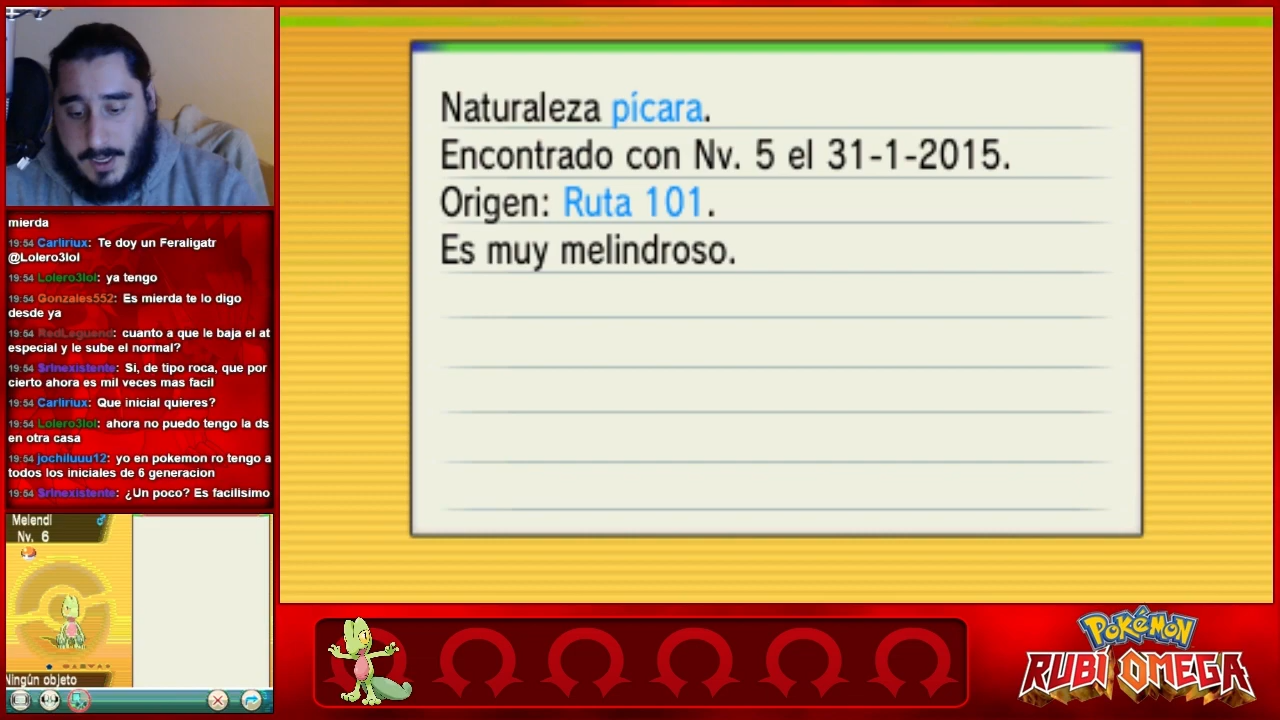 Naturaleza pícara.
Encontrado con Nv. 5 el 31-1-2015.
Origen: Ruta 101.
Es muy melindroso.
mierda
19:54 Carliriux: Te doy un Feraligatr
@Lolero3lol
19:54 Lolero3lol: ya tengo
19:54 Gonzales552: Es mierda te lo digo
desde ya
19:54 RedLeguend: cuanto a que le baja el at
especial y le sube el normal?
19:54 SrInexistente: Si, de tipo roca, que por
cierto ahora es mil veces mas facil
19:54 Carliriux: Que inicial quieres?
19:54 Lolero3lol: ahora no puedo tengo la ds
en otra casa
19:54 jochiluuu12: yo en pokemon ro tengo a
todos los iniciales de 6 generacion
19:54 SrInexistente: ¿Un poco? Es facilisimo
Melendi
Nv. 6
Ningún objeto
POKÉMON
RUBI OMEGA